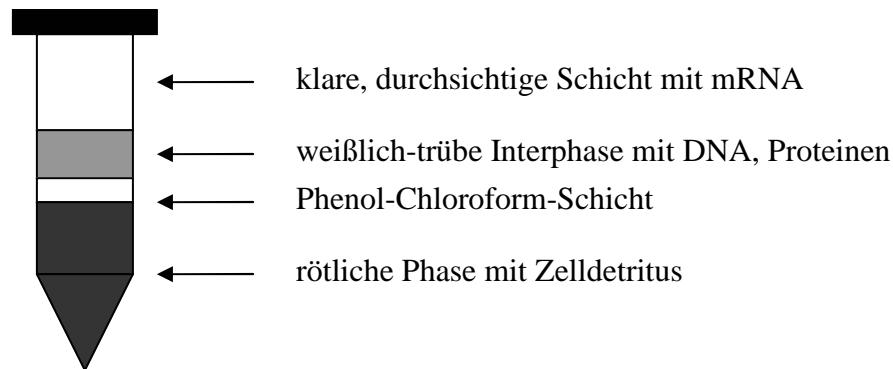 klare, durchsichtige Schicht mit mRNA
weißlich-trübe Interphase mit DNA, Proteinen
Phenol-Chloroform-Schicht
rötliche Phase mit Zelldetritus